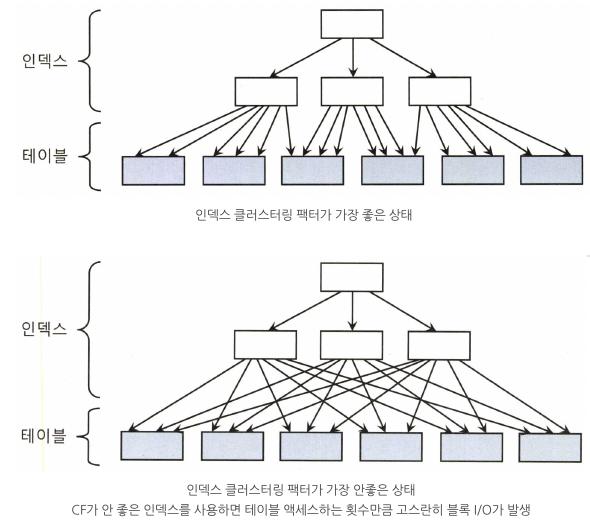 인덱스
테이블
인덱스 클러스터링 팩터가 가장 좋은 상태
인덱스
테이블
인덱스 클러스터링 팩터가 가장 안좋은 상태
CF가 안 좋은 인덱스를 사용하면 테이블 액세스하는 횟수만큼 고스란히 블록 I/O가 발생